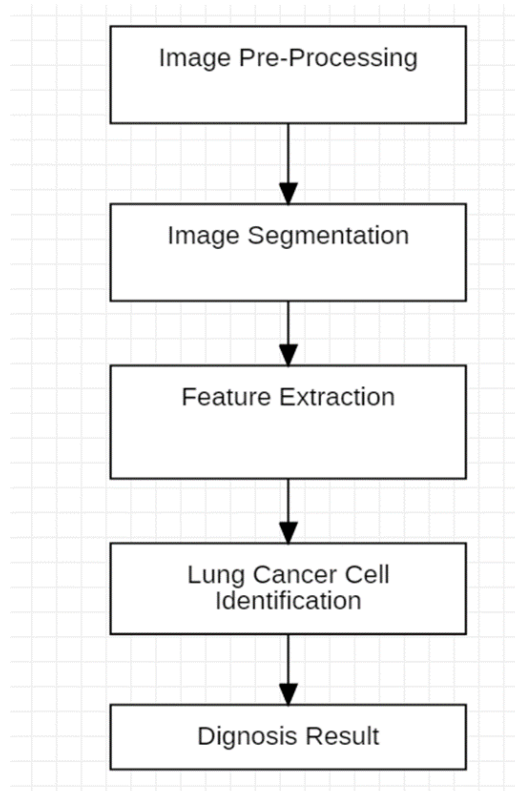 Image Pre-Processing
Image Segmentation
Feature Extraction
Lung Cancer Cell
Identification
Dignosis Result